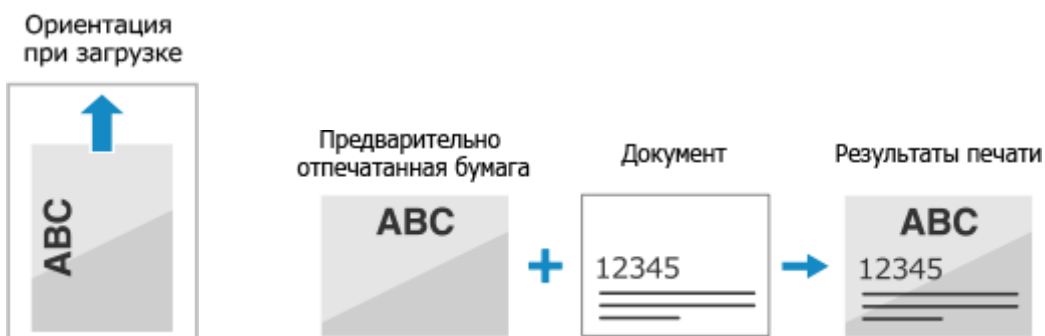 Ориентация
при загрузке
ABC
Предварительно
отпечатанная бумага
ABC
Документ
12345
Результаты печати
ABC
12345